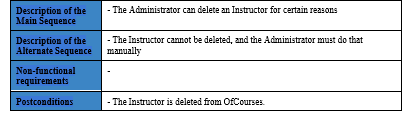 Description of the - The Administrator can delete an Instructor for certain reasons
Main Sequence
Description of the - The Instructor cannot be deleted, and the Administrator must do that
Alternate Sequence manually
Non-functional -
requirements
Postconditions - The Instructor is deleted from OfCourses.